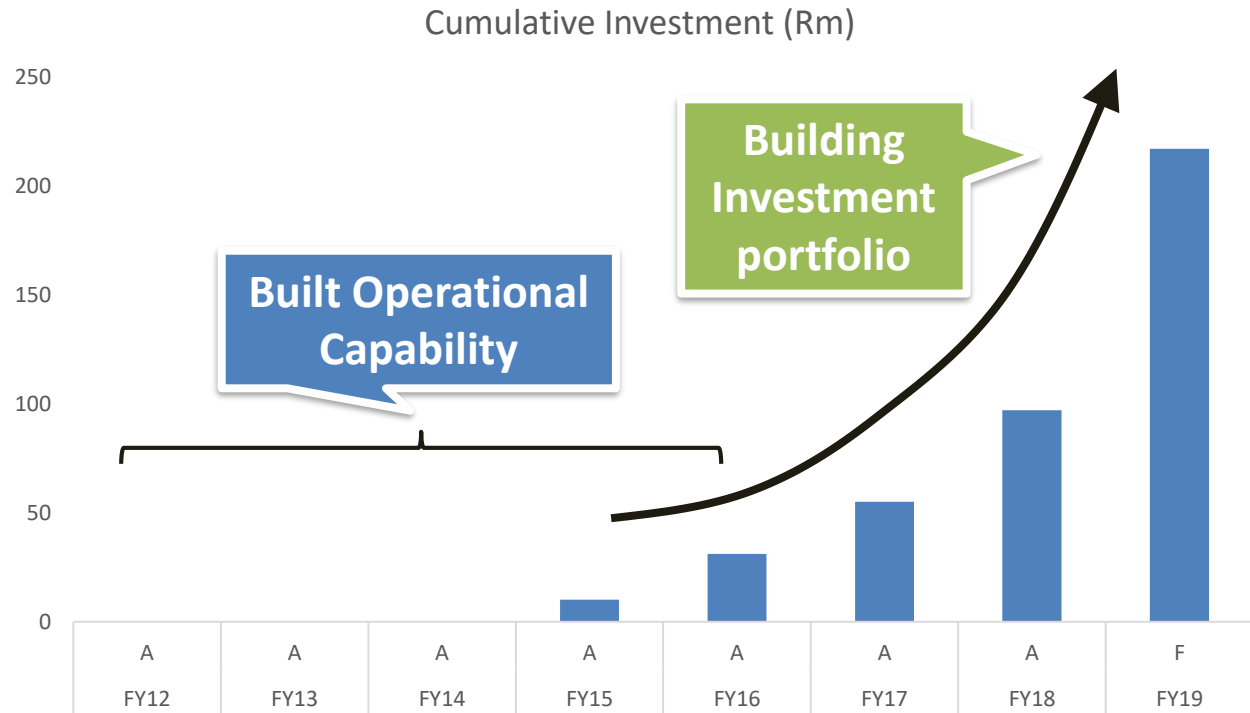 Cumulative Investment (Rm)
250
200
150
100
50
0
Building
Investment
portfolio
Built Operational
Capability
A A A A A A A F
FY12 FY13 FY14 FY15 FY16 FY17 FY18 FY19